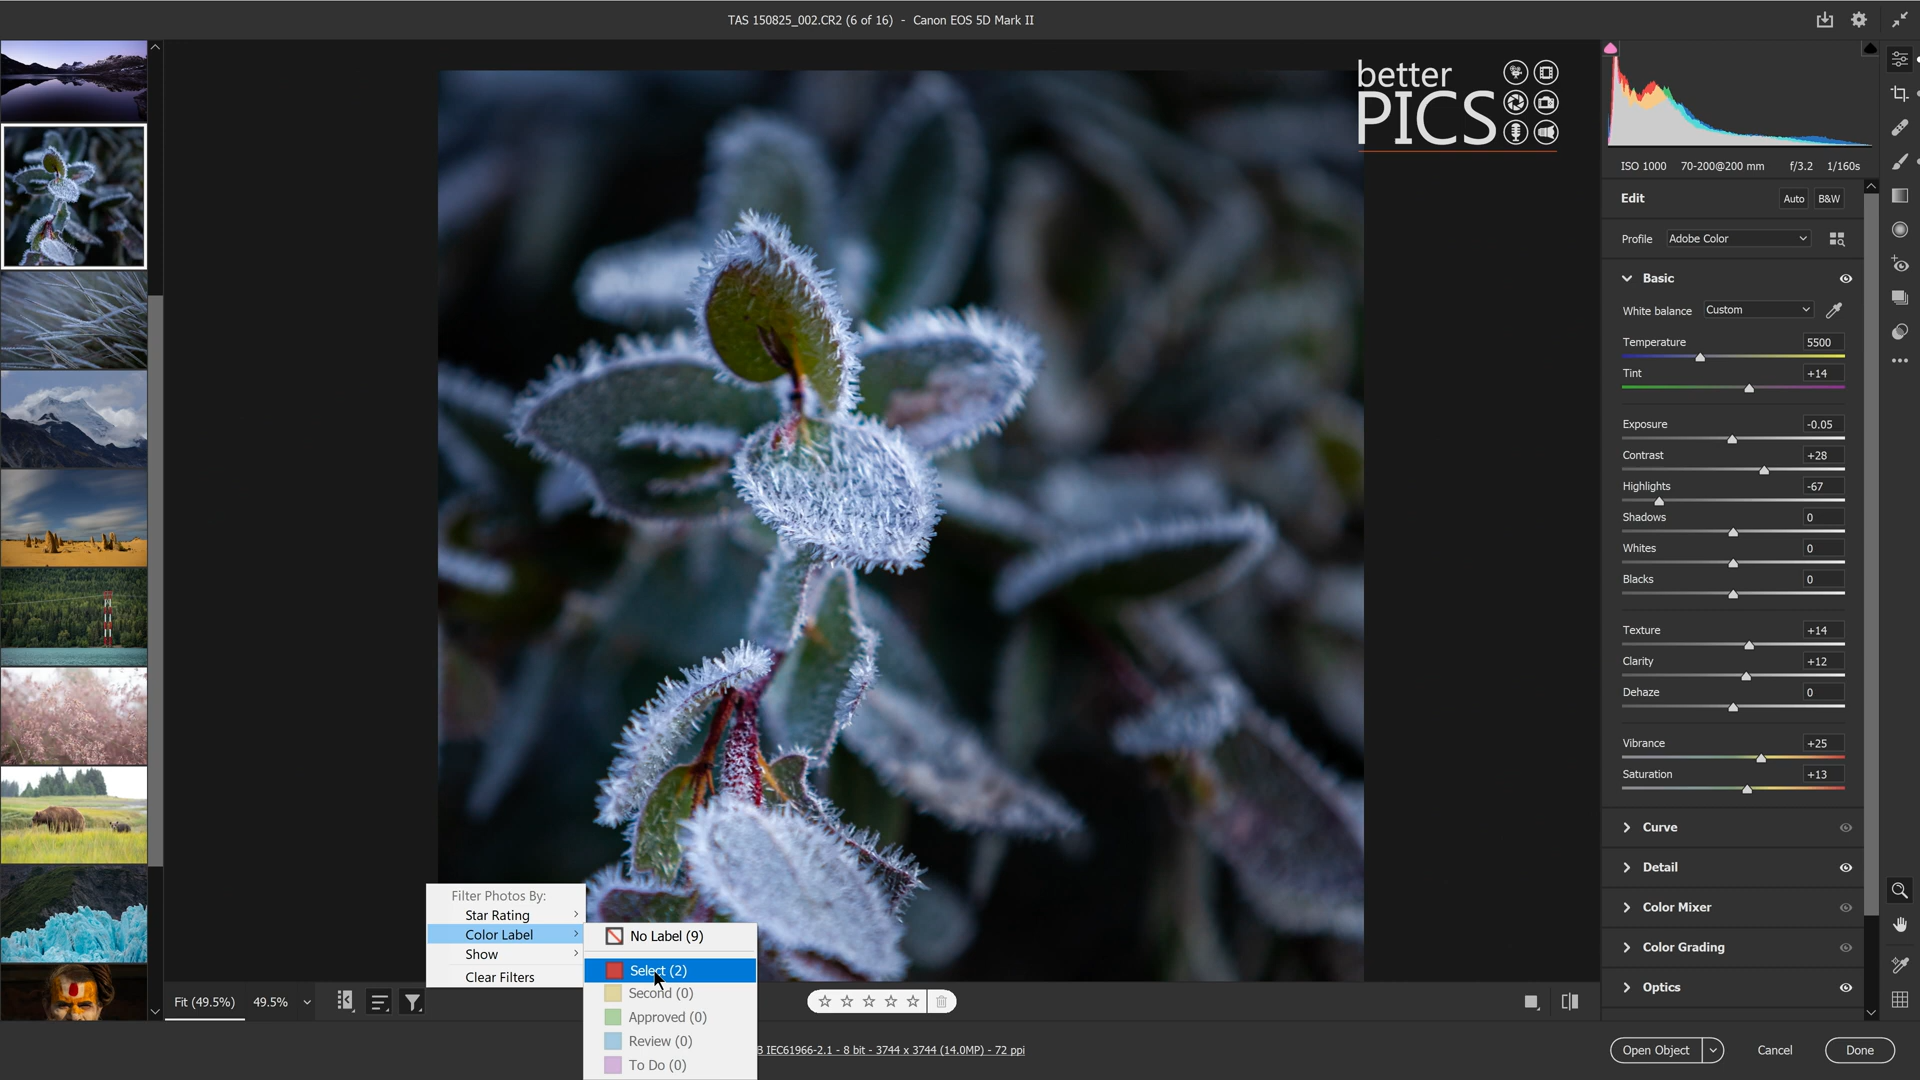 TAS 150825_002.CR2 (6 of 16) - Canon EOS 5D Mark II
better
PICS
ISO 1000 70-200@200 mm f/3.2 1/160s
Edit Auto B&W
Profile Adobe Color
Basic
White balance Custom
Temperature 5500
Tint +14
Exposure -0.05
Contrast +28
Highlights -67
Shadows 0
Whites 0
Blacks 0
Texture +14
Clarity +12
Dehaze 0
Vibrance +25
Saturation +13
Curve
Detail
Color Mixer
Color Grading
Optics
Filter Photos By:
Star Rating
Color Label
Show
Clear Filters
No Label (9)
Select (2)
Second (0)
Approved (0)
Review (0)
To Do (0)
Fit (49.5%) 49.5%
B IEC61966-2.1 - 8 bit - 3744 x 3744 (14.0MP) - 72 ppi
Open Object Cancel Done